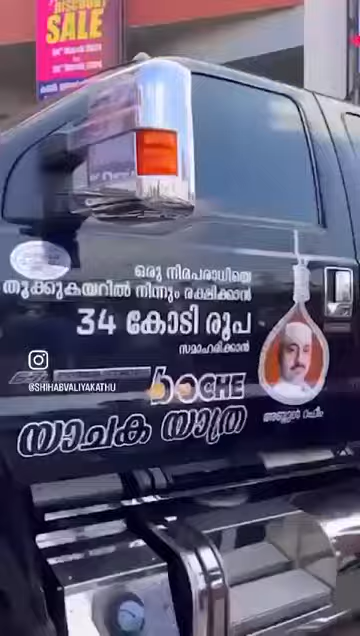 DISCOUNT
SALE
ഒരു നിരപരാധിയെ
തൂക്കുകയറിൽ നിന്നും രക്ഷിക്കാൻ
34 കോടി രൂപ
സമാഹരിക്കാൻ
@SHIHABVALIYAKATHU
boCHE
യാചക യാത്ര
അബ്ദുൽ റഹീം